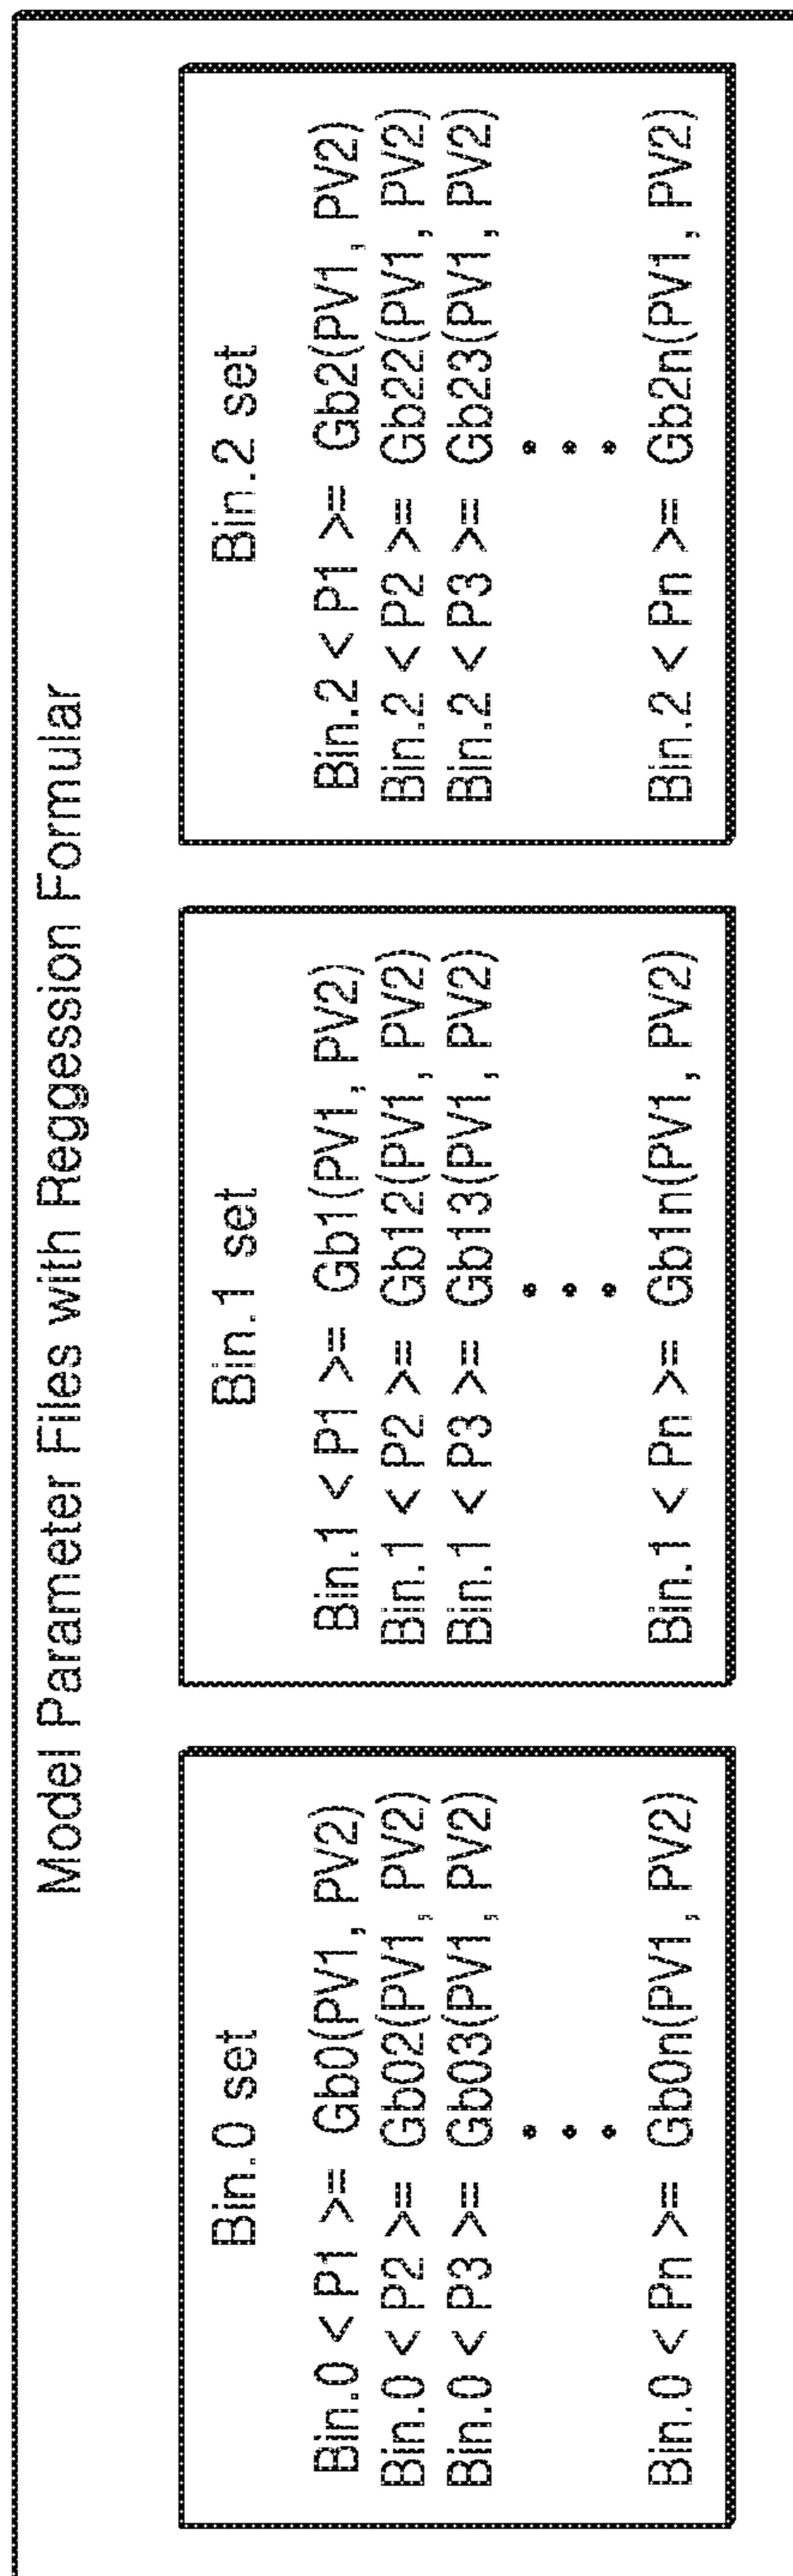 Model Parameter Files with Reggession Formular
Bin.0 set
Bin.0 < P1 >= Gb0(PV1, PV2)
Bin.0 < P2 >= Gb02(PV1, PV2)
Bin.0 < P3 >= Gb03(PV1, PV2)
• • •
Bin.0 < Pn >= Gb0n(PV1, PV2)
Bin.1 set
Bin.1 < P1 >= Gb1(PV1, PV2)
Bin.1 < P2 >= Gb12(PV1, PV2)
Bin.1 < P3 >= Gb13(PV1, PV2)
• • •
Bin.1 < Pn >= Gb1n(PV1, PV2)
Bin.2 set
Bin.2 < P1 >= Gb2(PV1, PV2)
Bin.2 < P2 >= Gb22(PV1, PV2)
Bin.2 < P3 >= Gb23(PV1, PV2)
• • •
Bin.2 < Pn >= Gb2n(PV1, PV2)